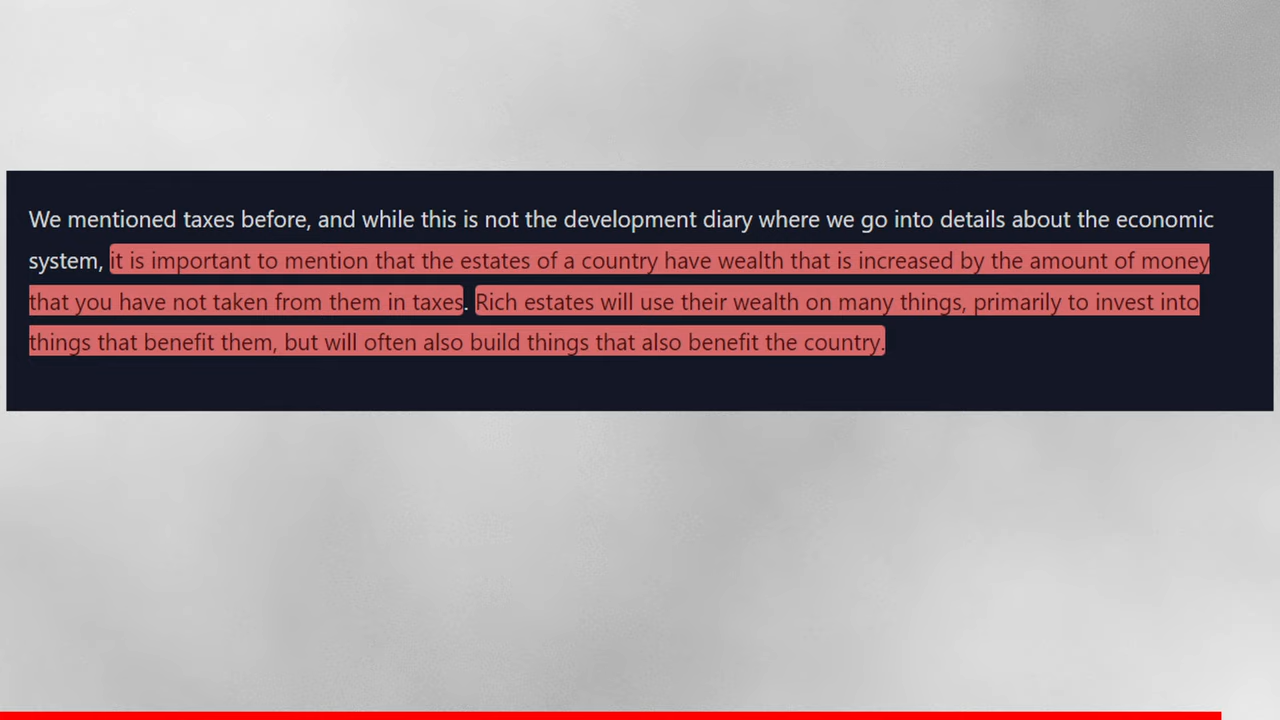 We mentioned taxes before, and while this is not the development diary where we go into details about the economic
system, it is important to mention that the estates of a country have wealth that is increased by the amount of money
that you have not taken from them in taxes. Rich estates will use their wealth on many things, primarily to invest into
things that benefit them, but will often also build things that also benefit the country.